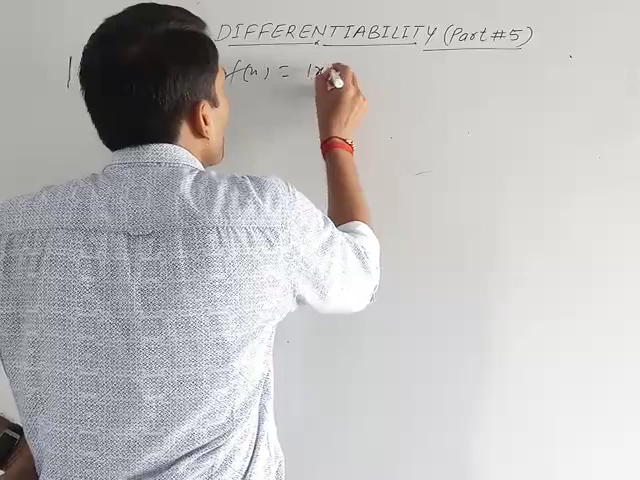 DIFFERENTIABILITY (Part #5)
f(x) = |x